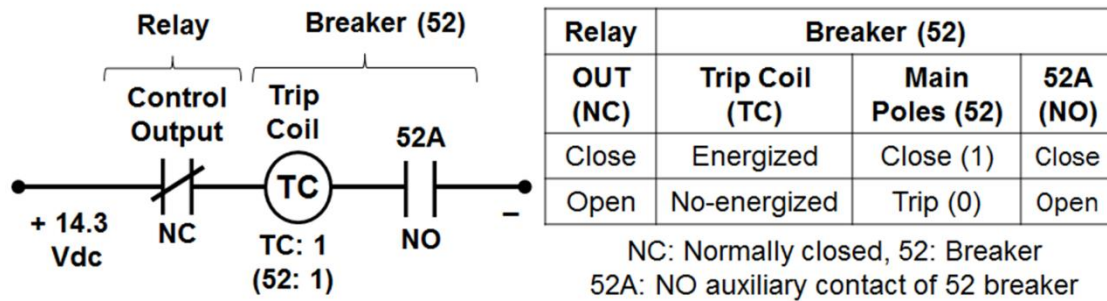 Relay Breaker (52)
Control
Output
Trip
Coil
52A
TC
+ 14.3
Vdc
NC
TC: 1
(52: 1)
NO
–
Relay Breaker (52)
OUT
(NC) Trip Coil
(TC) Main
Poles (52) 52A
(NO)
Close Energized Close (1) Close
Open No-energized Trip (0) Open
NC: Normally closed, 52: Breaker
52A: NO auxiliary contact of 52 breaker